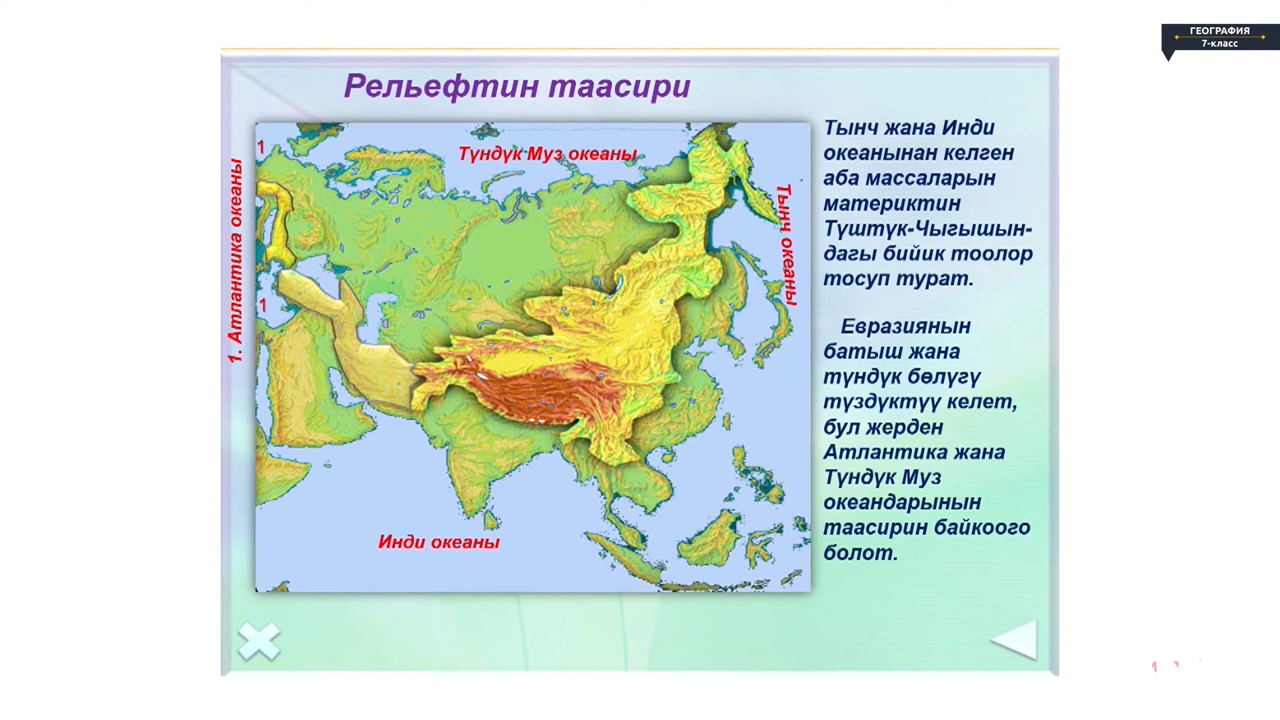 ГЕОГРАФИЯ
7-класс
Рельефтин таасири
1
Түндүк Муз океаны
1. Атлантика океаны
Тынч океаны
1
Инди океаны
Тынч жана Инди
океанынан келген
аба массаларын
материктин
Түштүк-Чыгышын-
дагы бийик тоолор
тосуп турат.
Евразиянын
батыш жана
түндүк бөлүгү
түздүктүү келет,
бул жерден
Атлантика жана
Түндүк Муз
океандарынын
таасирин байкоого
болот.